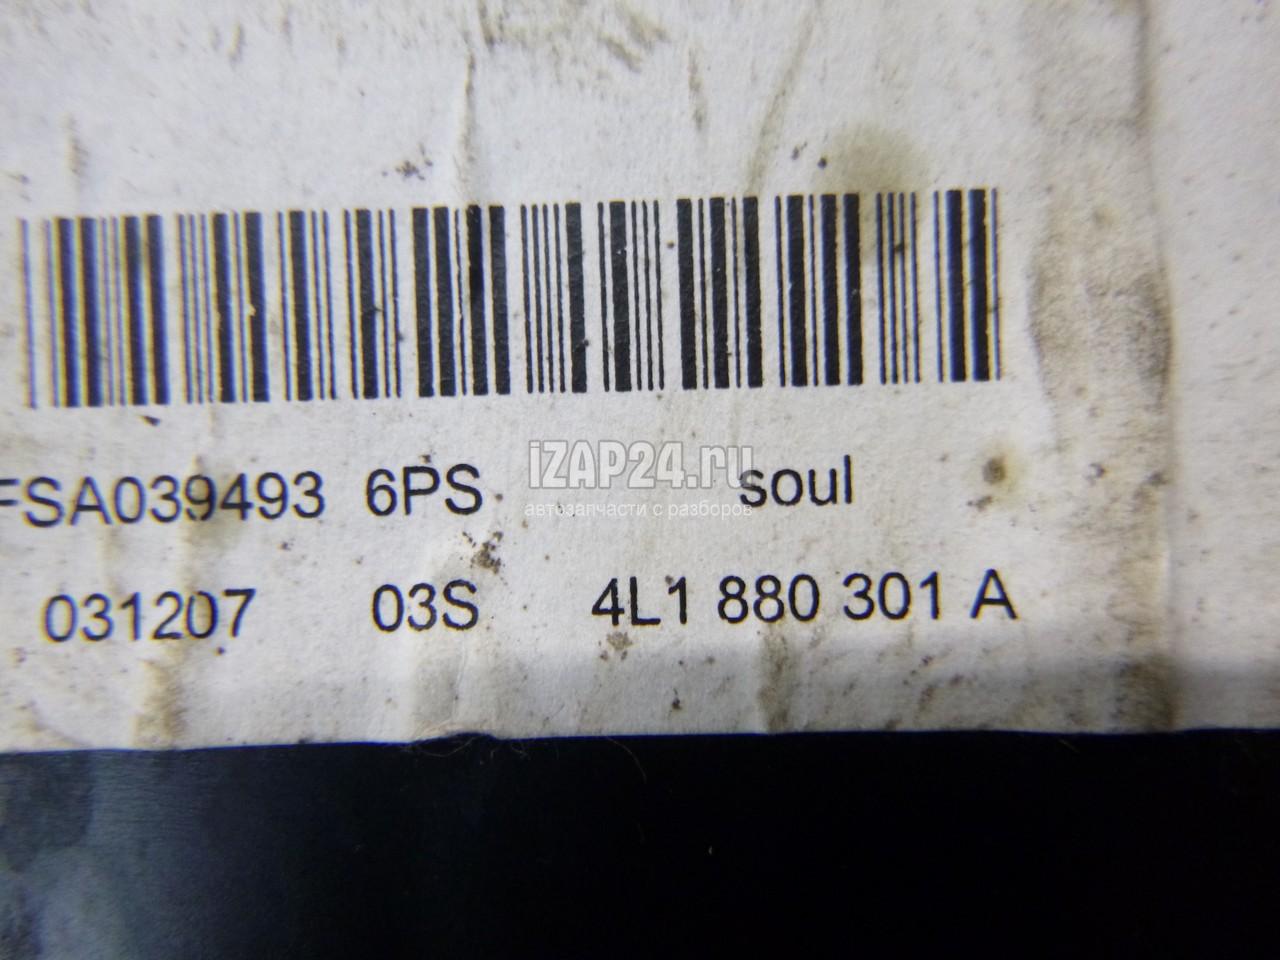 FSA039493 6PS soul
iZAP24.ru
автозапчасти с разборов
031207 03S 4L1 880 301 A